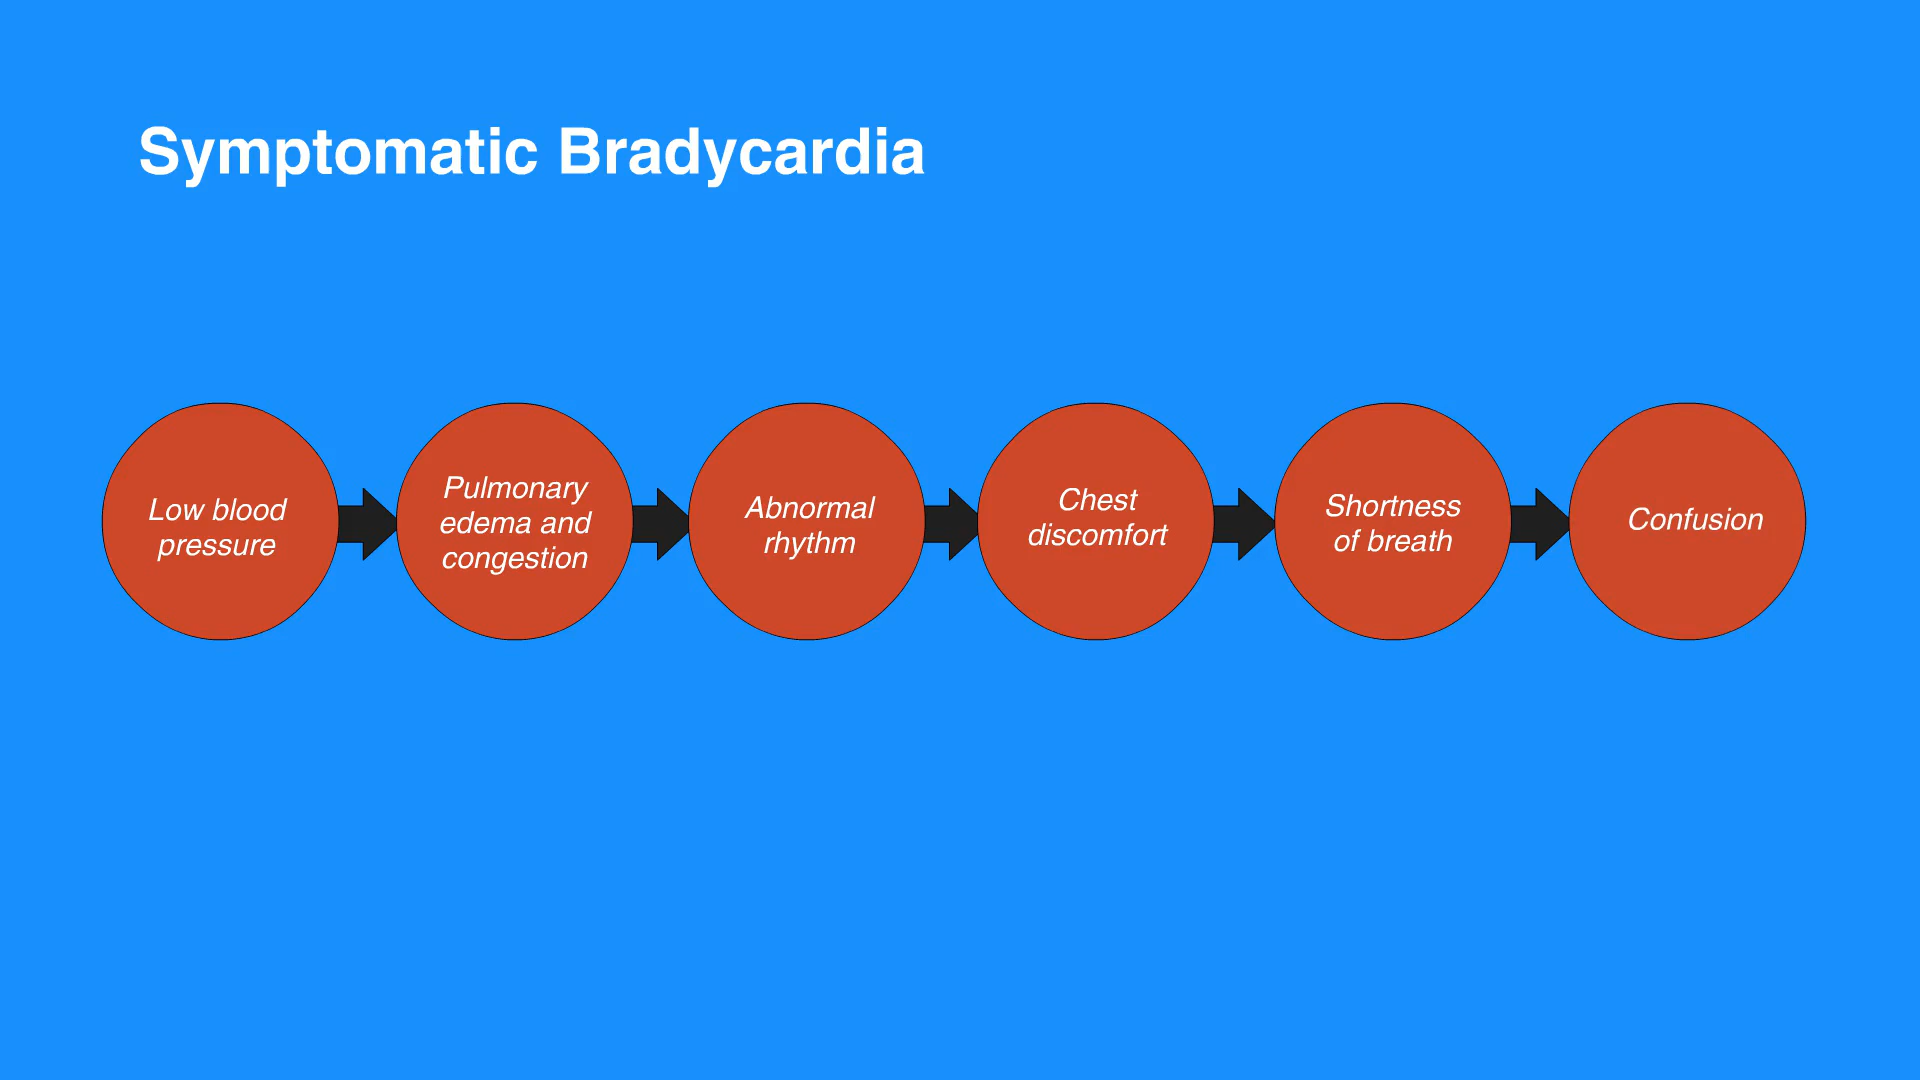 Symptomatic Bradycardia
Low blood
pressure
Pulmonary
edema and
congestion
Abnormal
rhythm
Chest
discomfort
Shortness
of breath
Confusion